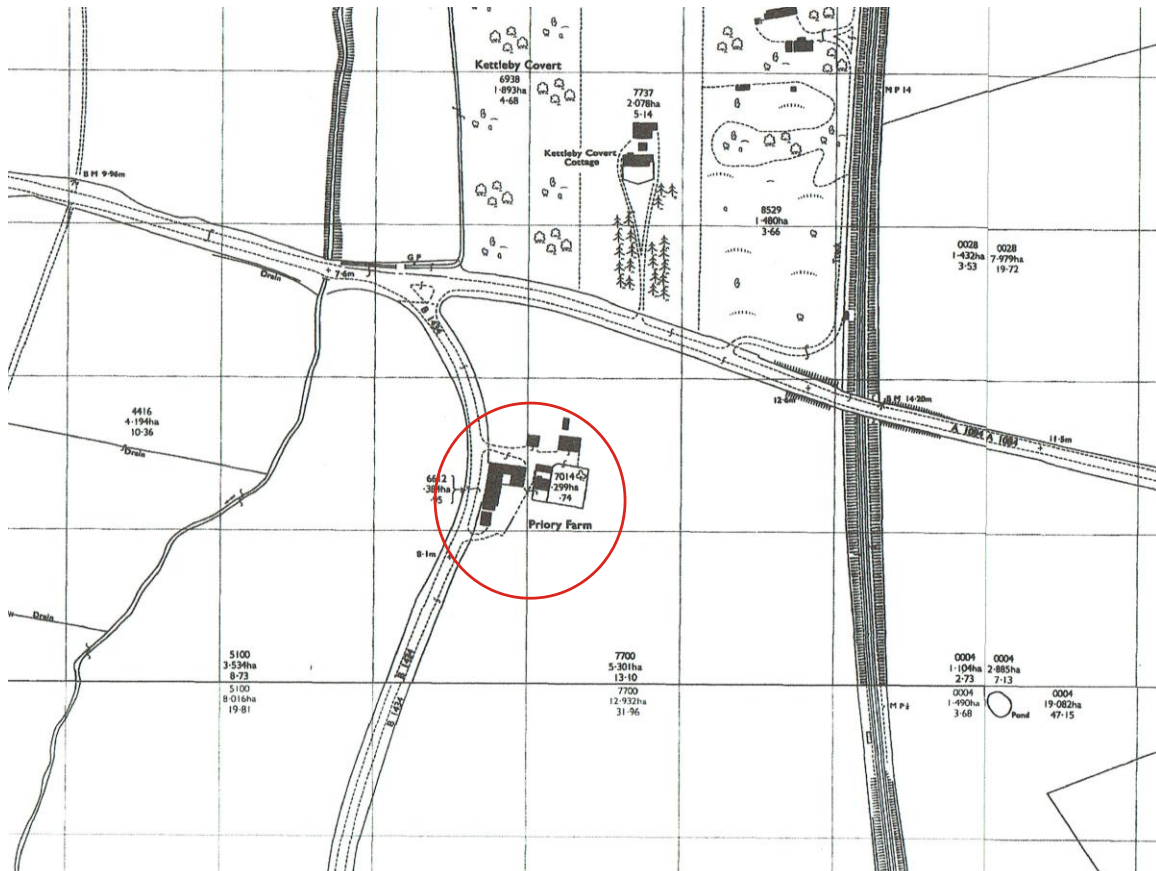 Kettleby Covert
6938
1·893ha
4·68
7737
2·078ha
5·14
M P 14
Kettleby Covert
Cottage
B M 9·96m
8529
1·480ha
3·66
Track
0028
1·432ha
3·53
0028
7·979ha
19·72
G P
7·6m
Drain
B 1434
4416
4·194ha
10·36
Drain
12·6m
B M 14·20m
A 1084
A 1084
11·5m
·95
7014
·299ha
·74
Priory Farm
8·1m
Drain
5100
3·534ha
8·73
5100
8·016ha
19·81
B 1434
B 1434
7700
5·301ha
13·10
7700
12·932ha
31·96
0004
1·104ha
2·73
0004
2·885ha
7·13
0004
1·490ha
3·68
Pond
0004
19·082ha
47·15
M P½